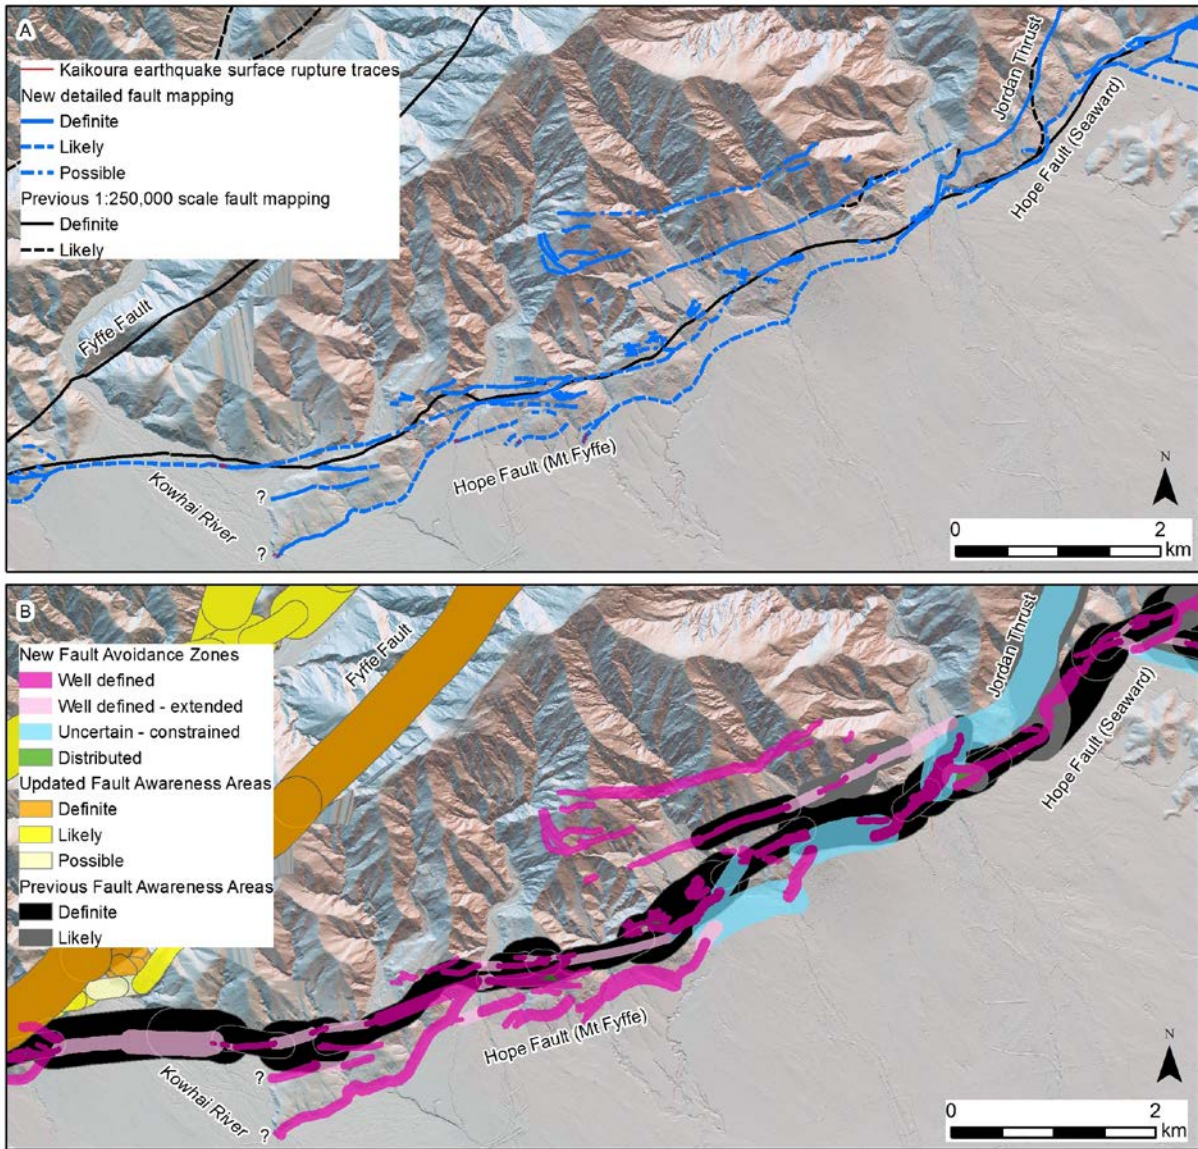 A
Kaikoura earthquake surface rupture traces
New detailed fault mapping
Definite
Likely
Possible
Previous 1:250,000 scale fault mapping
Definite
Likely
Fyffe Fault
Jordan Thrust
Hope Fault (Seaward)
Hope Fault (Mt Fyffe)
Kowhai River
?
?
N
0 2
km
B
New Fault Avoidance Zones
Well defined
Well defined - extended
Uncertain - constrained
Distributed
Updated Fault Awareness Areas
Definite
Likely
Possible
Previous Fault Awareness Areas
Definite
Likely
Fyffe Fault
Jordan Thrust
Hope Fault (Seaward)
Hope Fault (Mt Fyffe)
Kowhai River
?
?
N
0 2
km